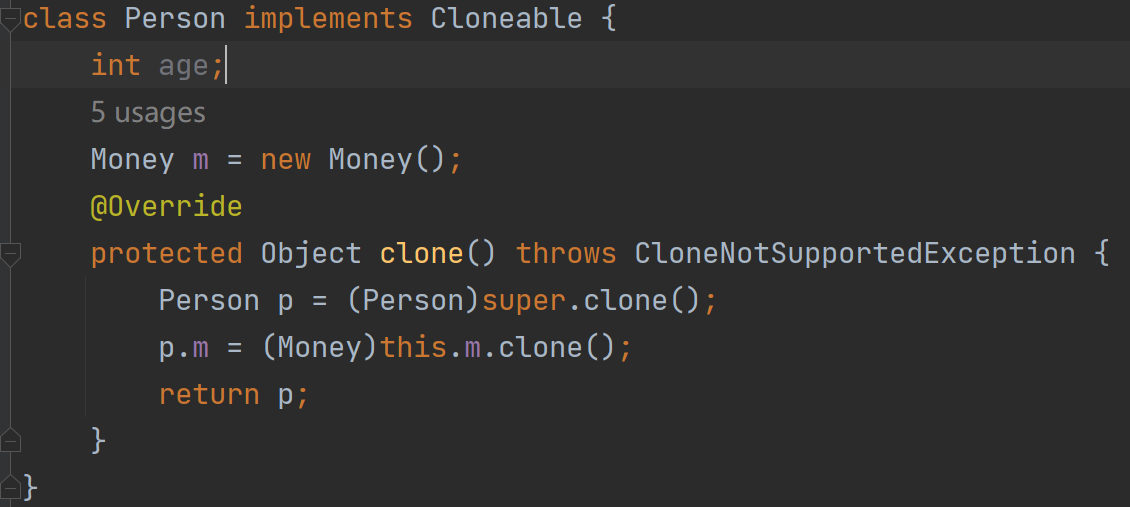 class Person implements Cloneable {
    int age;
    5 usages
    Money m = new Money();
    @Override
    protected Object clone() throws CloneNotSupportedException {
        Person p = (Person)super.clone();
        p.m = (Money)this.m.clone();
        return p;
    }
}